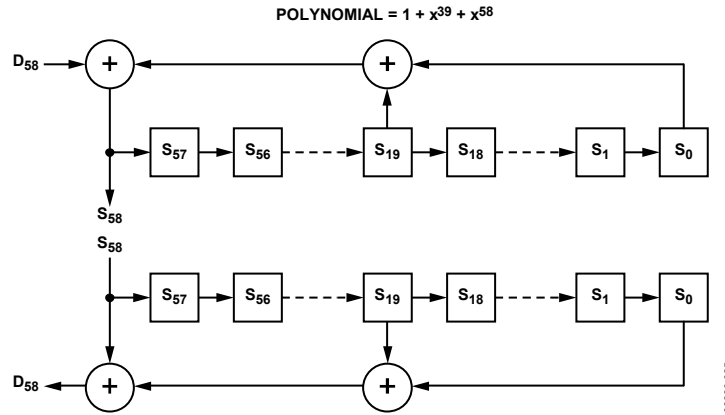 POLYNOMIAL = 1 + x³⁹ + x⁵⁸
D₅₈ + +
S₅₇ S₅₆ S₁₉ S₁₈ S₁ S₀
S₅₈
S₅₈
S₅₇ S₅₆ S₁₉ S₁₈ S₁ S₀
D₅₈ + +